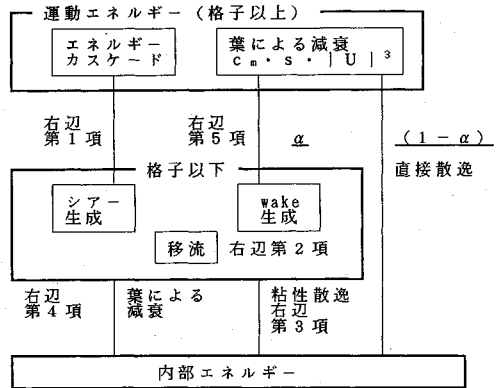 運動エネルギー（格子以上）
エネルギー
カスケード
葉による減衰
cm・s・|U|³
右辺
第1項
右辺
第5項
α
(1-α)
直接散逸
格子以下
シアー
生成
wake
生成
移流
右辺第2項
右辺
第4項
葉による
減衰
粘性散逸
右辺
第3項
内部エネルギー